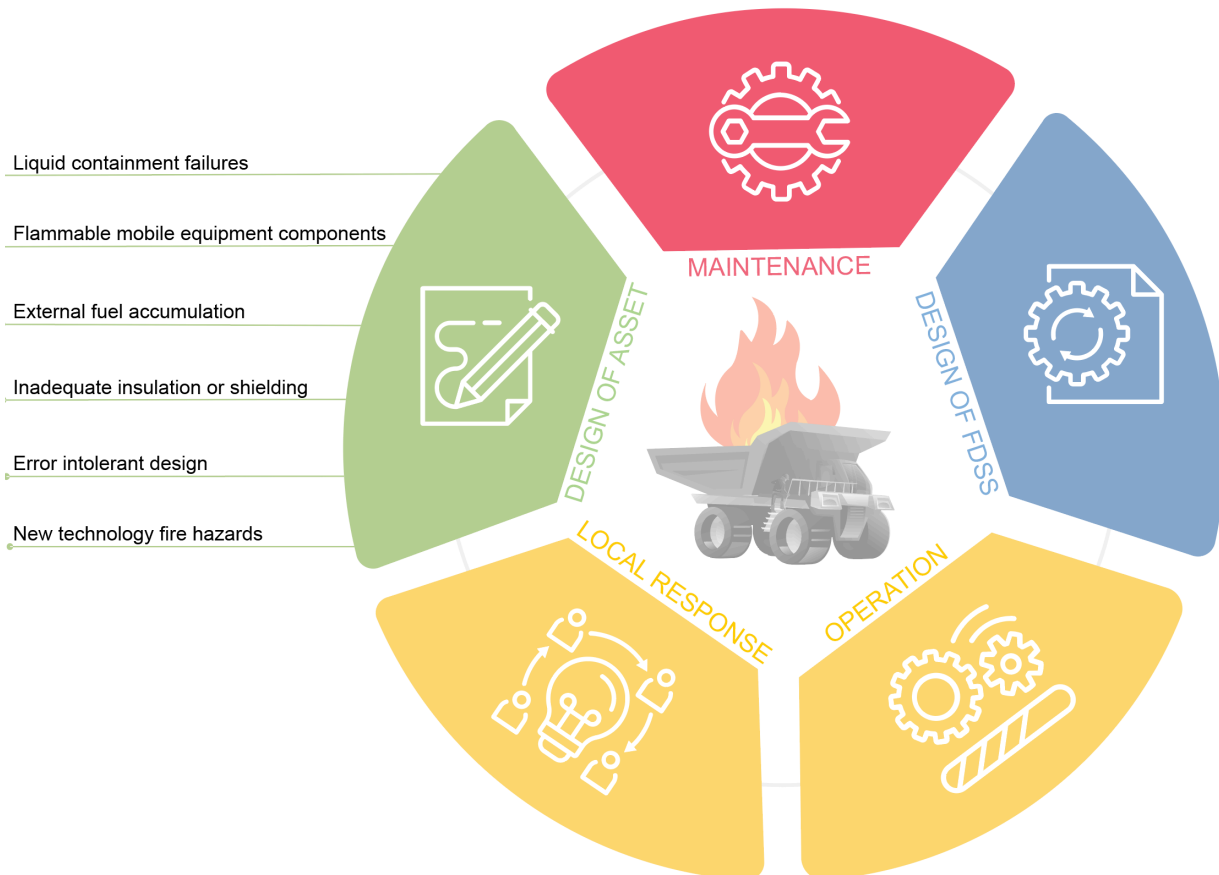 Liquid containment failures
Flammable mobile equipment components
External fuel accumulation
Inadequate insulation or shielding
Error intolerant design
New technology fire hazards
MAINTENANCE
DESIGN OF ASSET
DESIGN OF FDSS
LOCAL RESPONSE
OPERATION